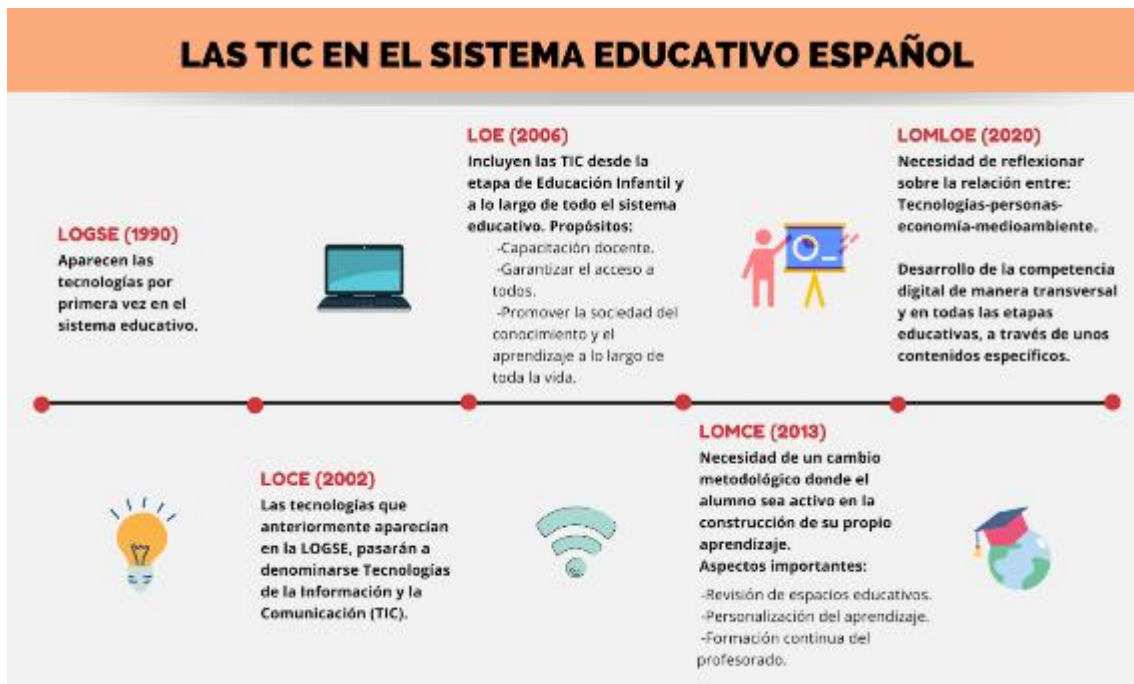 LAS TIC EN EL SISTEMA EDUCATIVO ESPAÑOL
LOGSE (1990)
Aparecen las
tecnologías por
primera vez en el
sistema educativo.
LOCE (2002)
Las tecnologías que
anteriormente aparecían
en la LOGSE, pasarán a
denominarse Tecnologías
de la Información y la
Comunicación (TIC).
LOE (2006)
Incluyen las TIC desde la
etapa de Educación Infantil y
a lo largo de todo el sistema
educativo. Propósitos:
-Capacitación docente.
-Garantizar el acceso a
todos.
-Promover la sociedad del
conocimiento y el
aprendizaje a lo largo de
toda la vida.
LOMCE (2013)
Necesidad de un cambio
metodológico donde el
alumno sea activo en la
construcción de su propio
aprendizaje.
Aspectos importantes:
-Revisión de espacios educativos.
-Personalización del aprendizaje.
-Formación continua del
profesorado.
LOMLOE (2020)
Necesidad de reflexionar
sobre la relación entre:
Tecnologías-personas-
economía-medioambiente.
Desarrollo de la competencia
digital de manera transversal
y en todas las etapas
educativas, a través de unos
contenidos específicos.